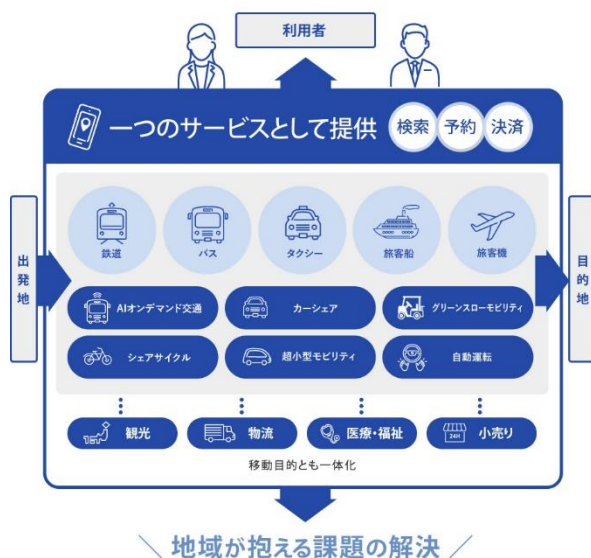 利用者
一つのサービスとして提供
検索
予約
決済
出発地
目的地
鉄道
バス
タクシー
旅客船
旅客機
AIオンデマンド交通
カーシェア
グリーンスローモビリティ
シェアサイクル
超小型モビリティ
自動運転
観光
物流
医療・福祉
24H
小売り
移動目的とも一体化
地域が抱える課題の解決